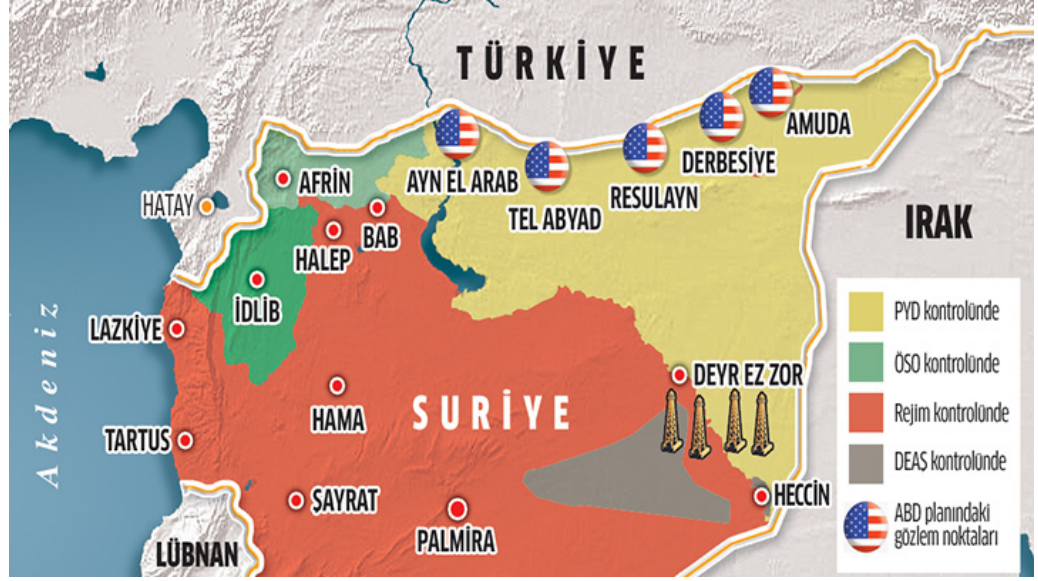 TÜRKİYE
AMUDA
DERBESİYE
RESULAYN
TEL ABYAD
AYN EL ARAB
AFRİN
HATAY
BAB
HALEP
IRAK
İDLİB
LAZKİYE
Akdeniz
HAMA
SURİYE
DEYR EZ ZOR
TARTUS
ŞAYRAT
PALMİRA
HECCİN
LÜBNAN
PYD kontrolünde
ÖSO kontrolünde
Rejim kontrolünde
DEAŞ kontrolünde
ABD planındaki
gözlem noktaları